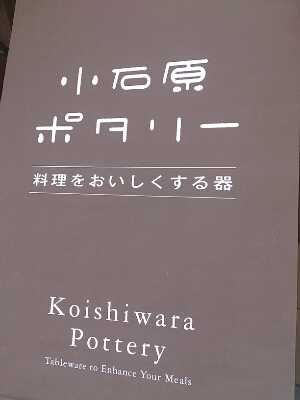 小石原
ポタリー
料理をおいしくする器
Koishiwara
Pottery
Tableware to Enhance Your Meals